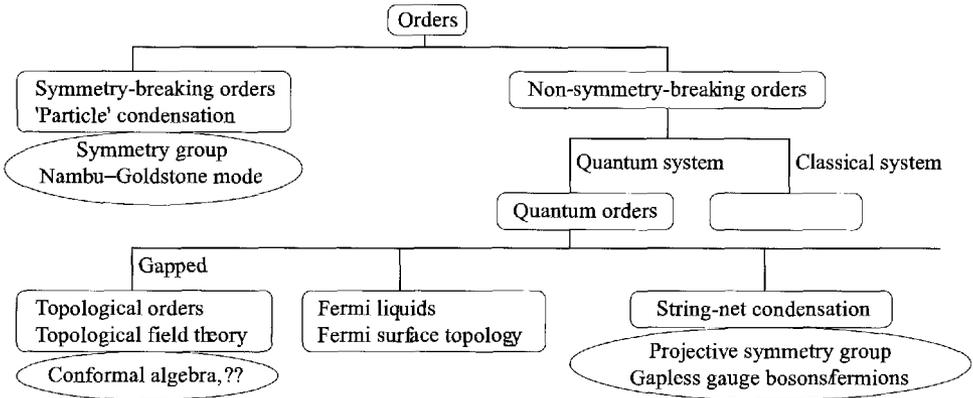 Orders
Symmetry-breaking orders
'Particle' condensation
Symmetry group
Nambu–Goldstone mode
Non-symmetry-breaking orders
Quantum system
Classical system
Quantum orders
Gapped
Topological orders
Topological field theory
Conformal algebra,??
Fermi liquids
Fermi surface topology
String-net condensation
Projective symmetry group
Gapless gauge bosons/fermions